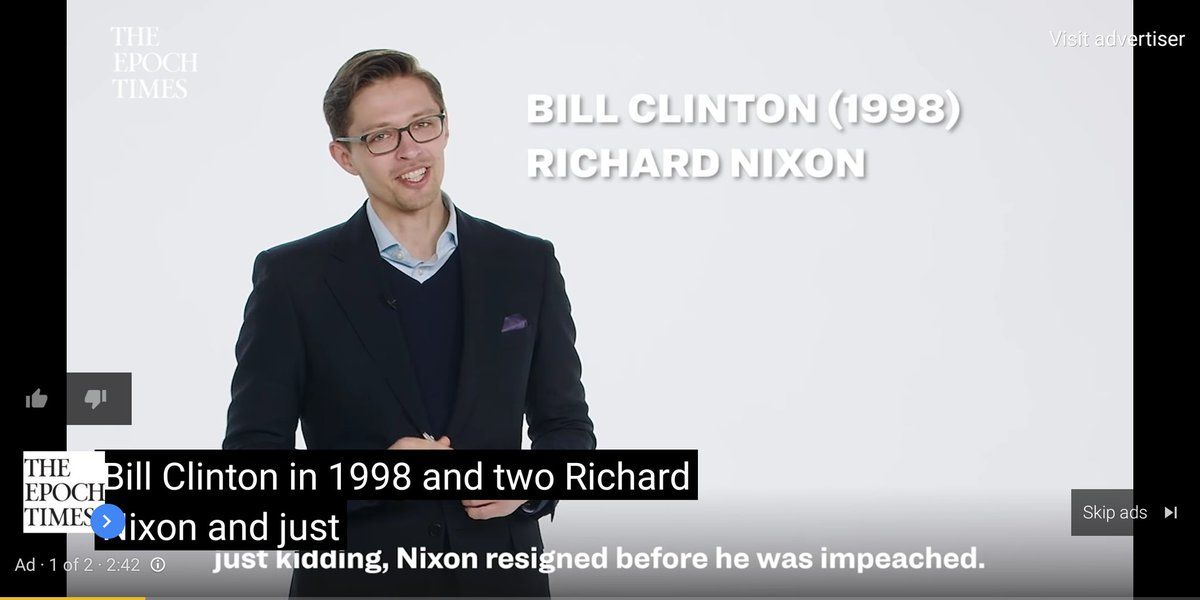 THE
EPOCH
TIMES
Visit advertiser
BILL CLINTON (1998)
RICHARD NIXON
Bill Clinton in 1998 and two Richard
Nixon and just
THE
EPOCH
TIMES
Skip ads
just kidding, Nixon resigned before he was impeached.
Ad · 1 of 2 · 2:42